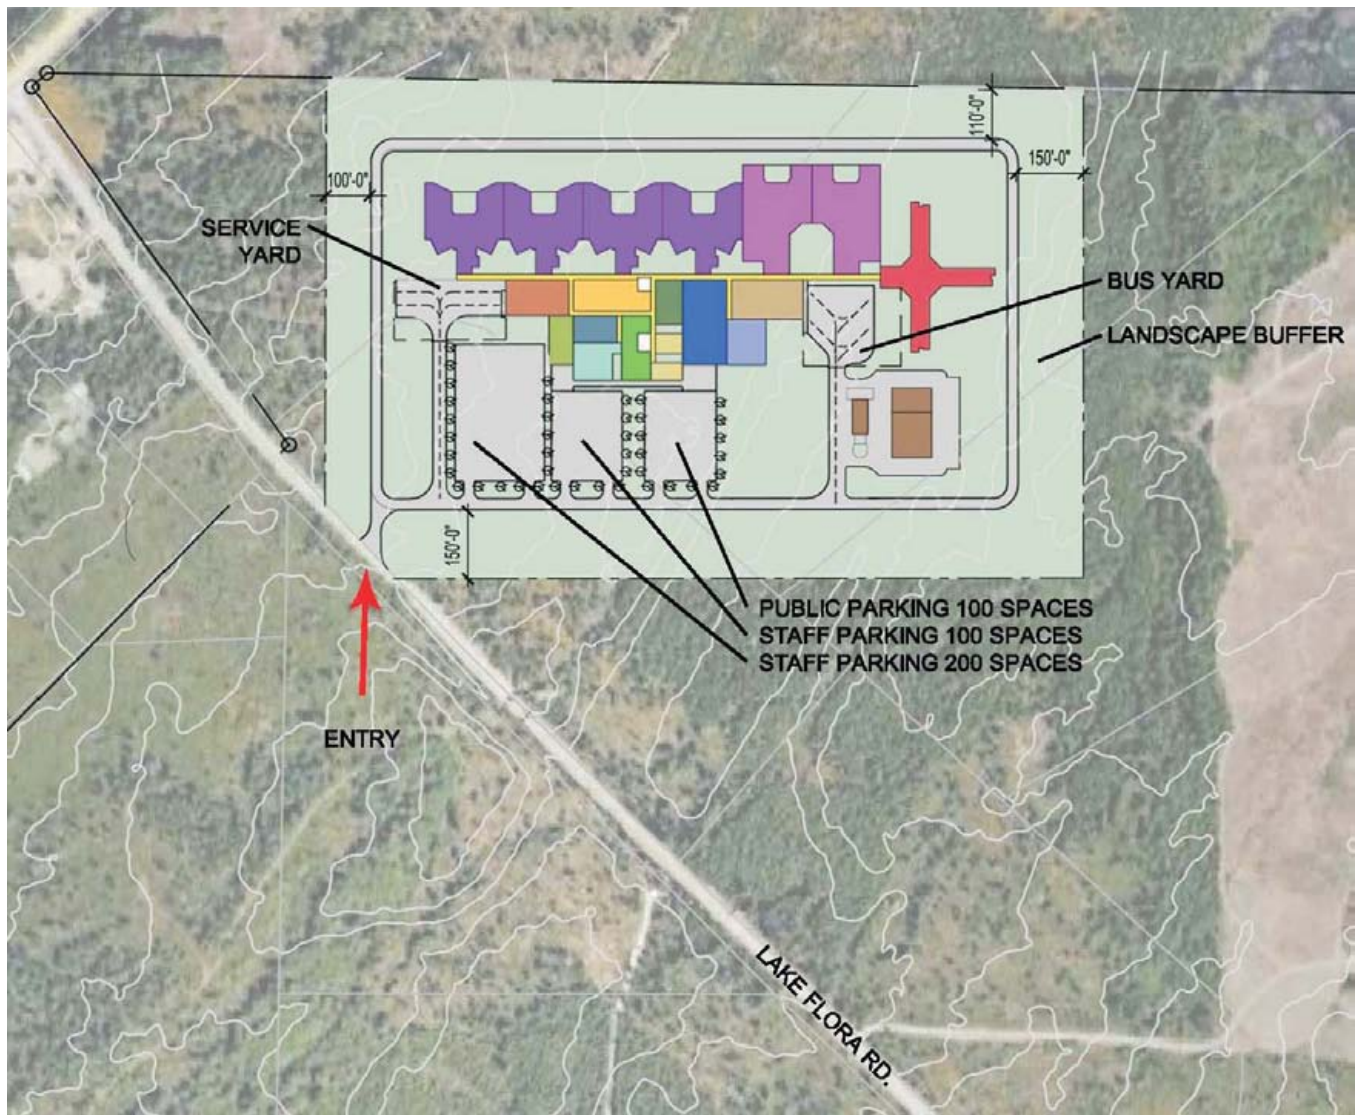 110'-0"
150'-0"
100'-0"
SERVICE
YARD
BUS YARD
LANDSCAPE BUFFER
150'-0"
PUBLIC PARKING 100 SPACES
STAFF PARKING 100 SPACES
STAFF PARKING 200 SPACES
ENTRY
LAKE FLORA RD.